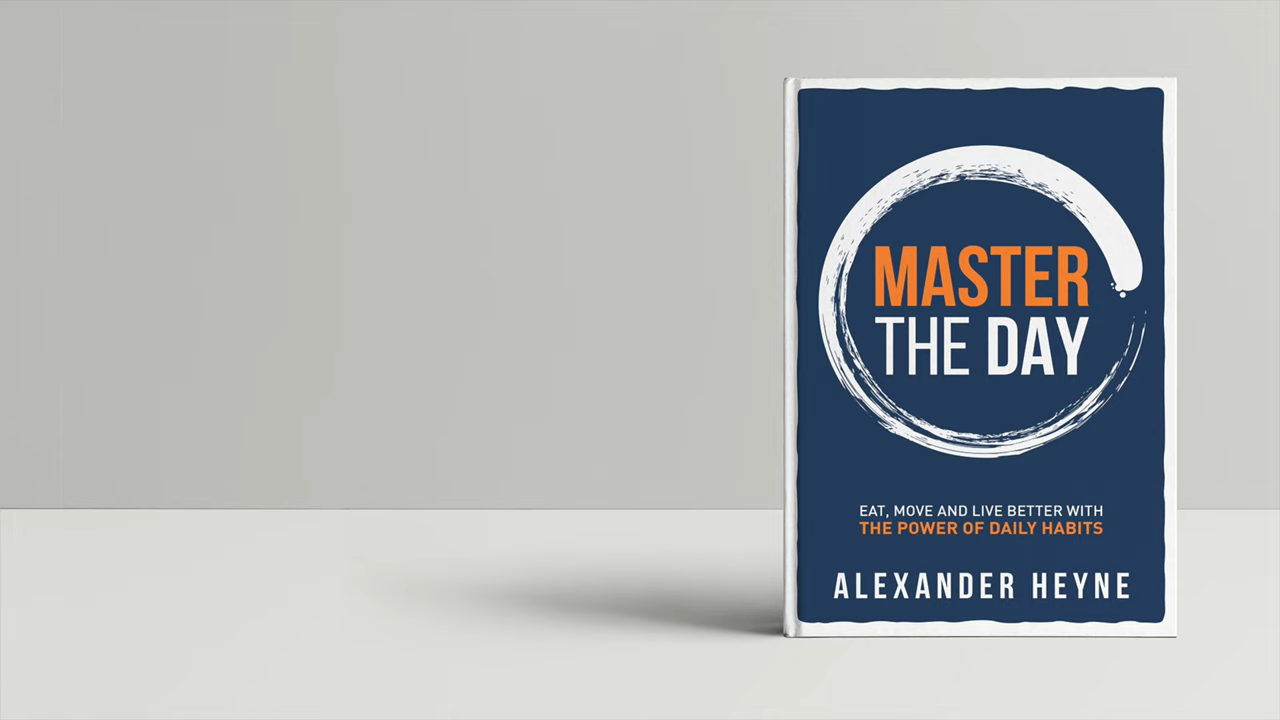 MASTER
THE DAY
EAT, MOVE AND LIVE BETTER WITH
THE POWER OF DAILY HABITS
ALEXANDER HEYNE